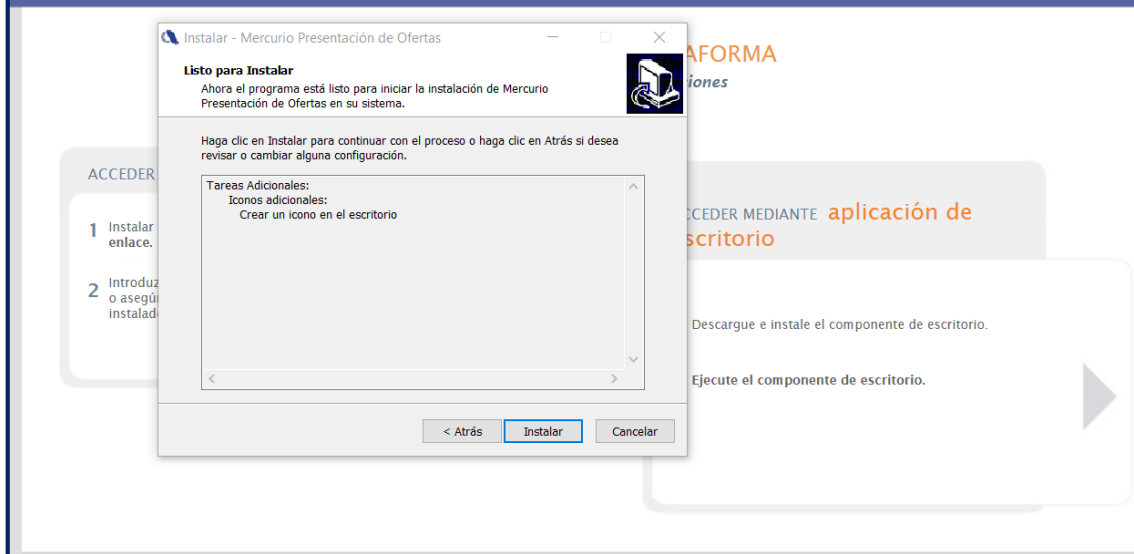 Instalar - Mercurio Presentación de Ofertas
Listo para Instalar
Ahora el programa está listo para iniciar la instalación de Mercurio
Presentación de Ofertas en su sistema.
Haga clic en Instalar para continuar con el proceso o haga clic en Atrás si desea
revisar o cambiar alguna configuración.
Tareas Adicionales:
Iconos adicionales:
Crear un icono en el escritorio
< Atrás
Instalar
Cancelar
AFORMA
iones
ACCEDER
1 Instalar
enlace.
2 Introduz
o asegú
instalad
CCEDER MEDIANTE aplicación de
scritorio
Descargue e instale el componente de escritorio.
Ejecute el componente de escritorio.